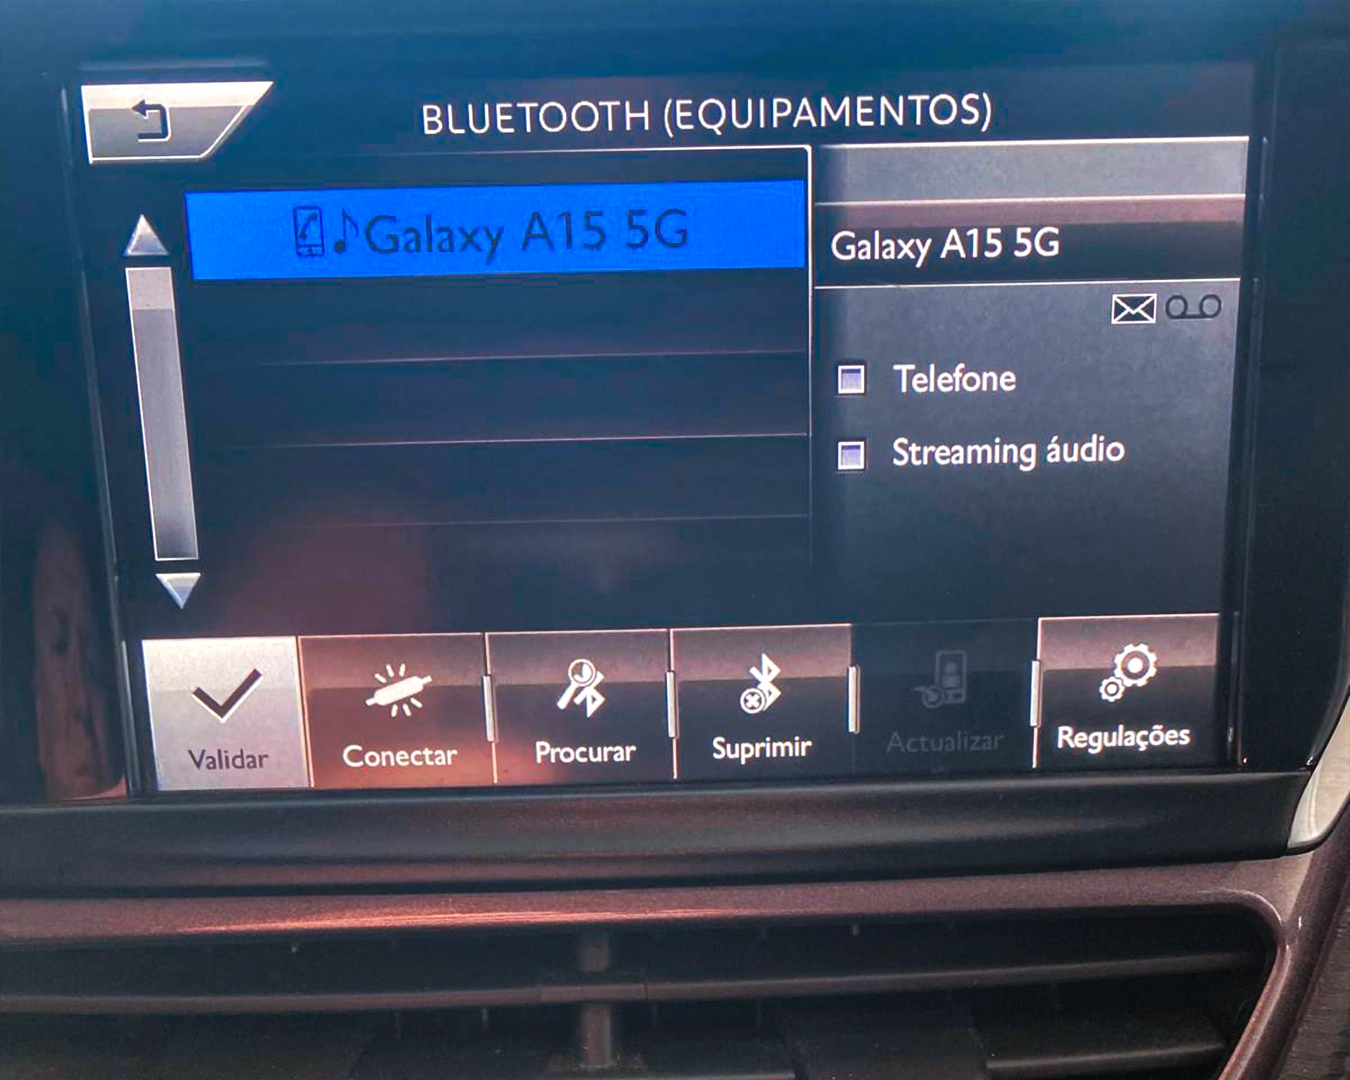 BLUETOOTH (EQUIPAMENTOS)
Galaxy A15 5G
Galaxy A15 5G
Telefone
Streaming áudio
Validar
Conectar
Procurar
Suprimir
Actualizar
Regulações